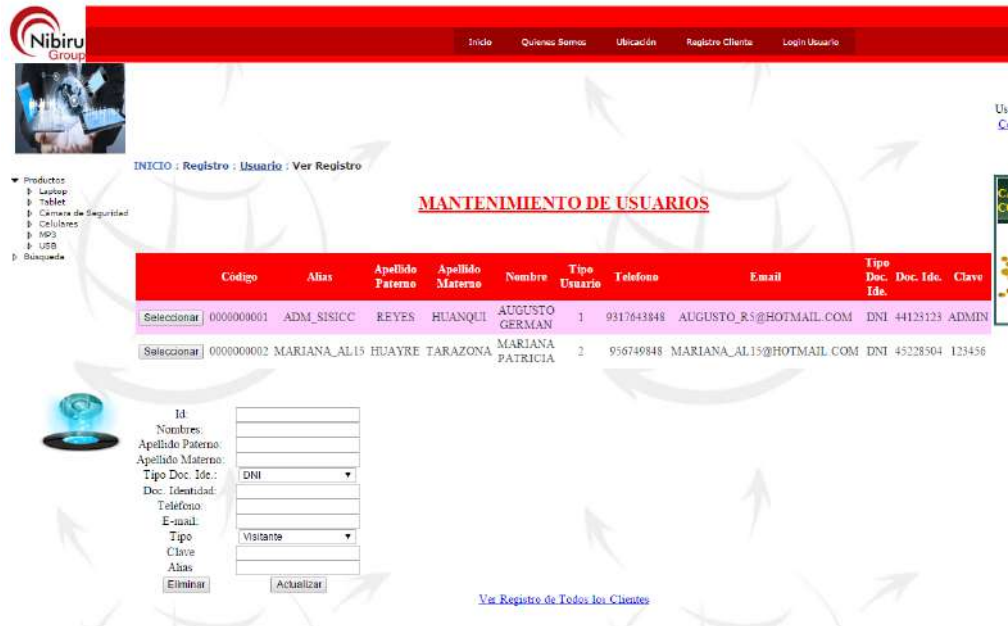 Nibiru
Group
Inicio Quienes Somos Ubicación Registro Cliente Login Usuario
INICIO : Registro : Usuario : Ver Registro
Productos
Laptop
Tablet
Cámara de Seguridad
Celulares
MP3
USB
Búsqueda
MANTENIMIENTO DE USUARIOS
Código Alias Apellido Paterno Apellido Materno Nombre Tipo Usuario Telefono Email Tipo Doc. Ide. Doc. Ide. Clave
Seleccionar 0000000001 ADM_SISICC REYES HUANQUI AUGUSTO GERMAN 1 9317643848 AUGUSTO_R5@HOTMAIL.COM DNI 44123123 ADMIN
Seleccionar 0000000002 MARIANA_AL15 HUAYRE TARAZONA MARIANA PATRICIA 2 956749848 MARIANA_AL15@HOTMAIL.COM DNI 45228504 123456
Id:
Nombres:
Apellido Paterno:
Apellido Materno:
Tipo Doc. Ide.: DNI
Doc. Identidad:
Teléfono:
E-mail:
Tipo Visitante
Clave
Alias
Eliminar Actualizar
Ver Registro de Todos los Clientes